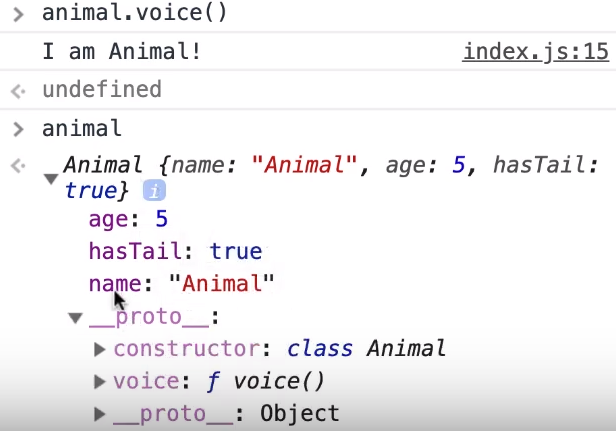 > animal.voice()
I am Animal! index.js:15
undefined
> animal
Animal {name: "Animal", age: 5, hasTail:
true} i
age: 5
hasTail: true
name: "Animal"
__proto__:
constructor: class Animal
voice: ƒ voice()
__proto__: Object